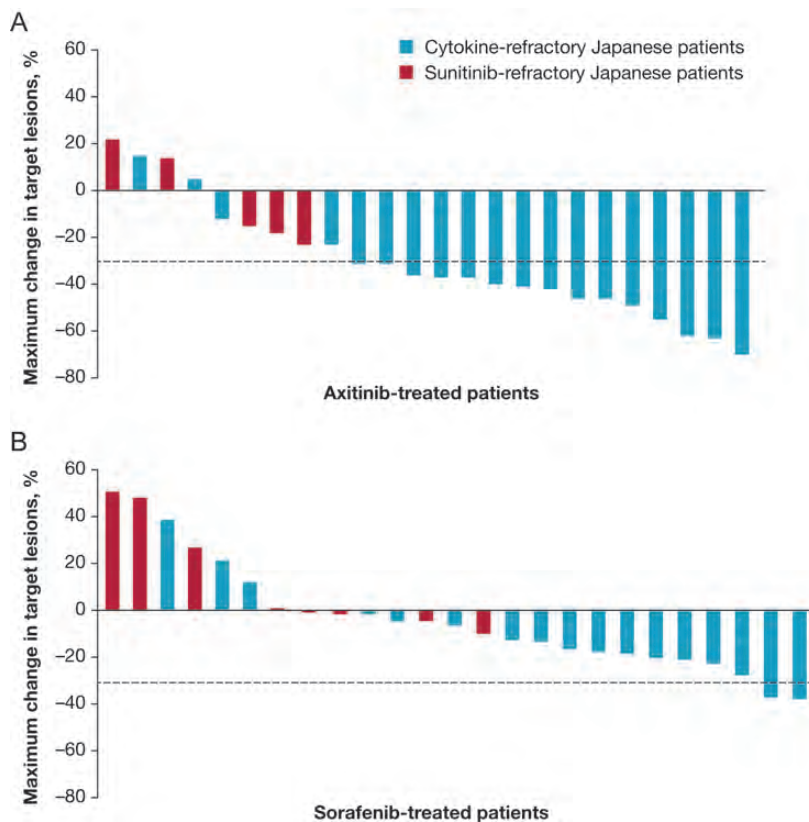 A
Maximum change in target lesions, %
60
40
20
0
–20
–40
–60
–80
Cytokine-refractory Japanese patients
Sunitinib-refractory Japanese patients
Axitinib-treated patients
B
Maximum change in target lesions, %
60
40
20
0
–20
–40
–60
–80
Sorafenib-treated patients